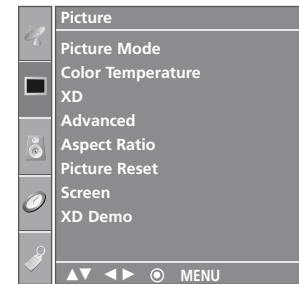 Picture
Picture Mode
Color Temperature
XD
Advanced
Aspect Ratio
Picture Reset
Screen
XD Demo
▲▼ ◄► ⦿ MENU